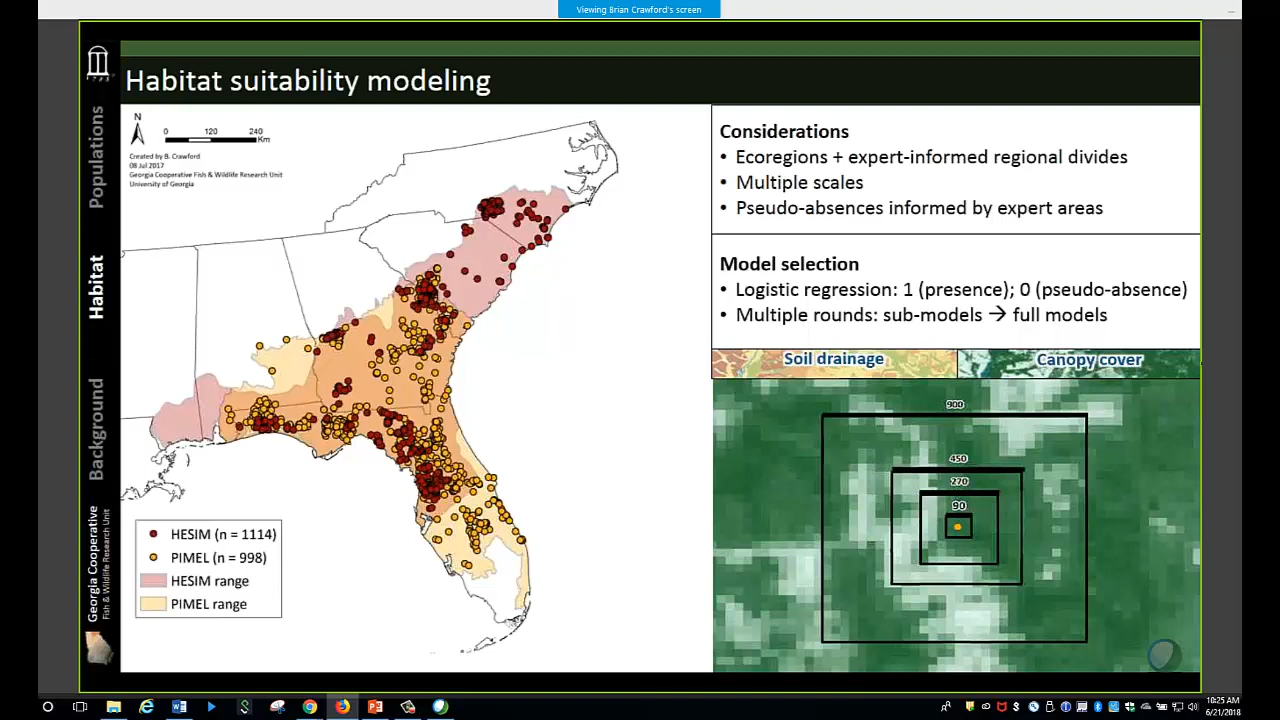 Viewing Brian Crawford's screen
Habitat suitability modeling
Populations
Habitat
Background
Georgia Cooperative
Fish & Wildlife Research Unit
N
0 120 240
Km
Created by B. Crawford
08 Jul 2017
Georgia Cooperative Fish & Wildlife Research Unit
University of Georgia
HESIM (n = 1114)
PIMEL (n = 998)
HESIM range
PIMEL range
Considerations
• Ecoregions + expert-informed regional divides
• Multiple scales
• Pseudo-absences informed by expert areas
Model selection
• Logistic regression: 1 (presence); 0 (pseudo-absence)
• Multiple rounds: sub-models → full models
Soil drainage
Canopy cover
900
450
270
90
10:25 AM
6/21/2018